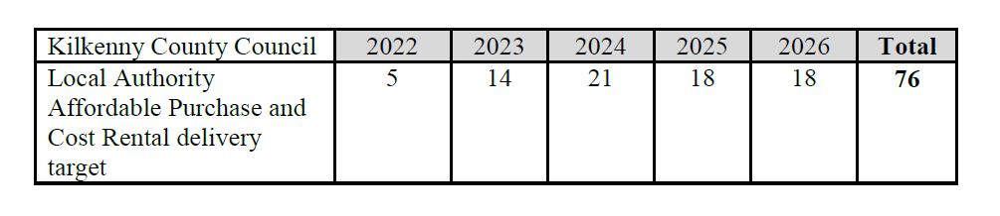 Kilkenny County Council 2022 2023 2024 2025 2026 Total
Local Authority 5 14 21 18 18 76
Affordable Purchase and
Cost Rental delivery
target